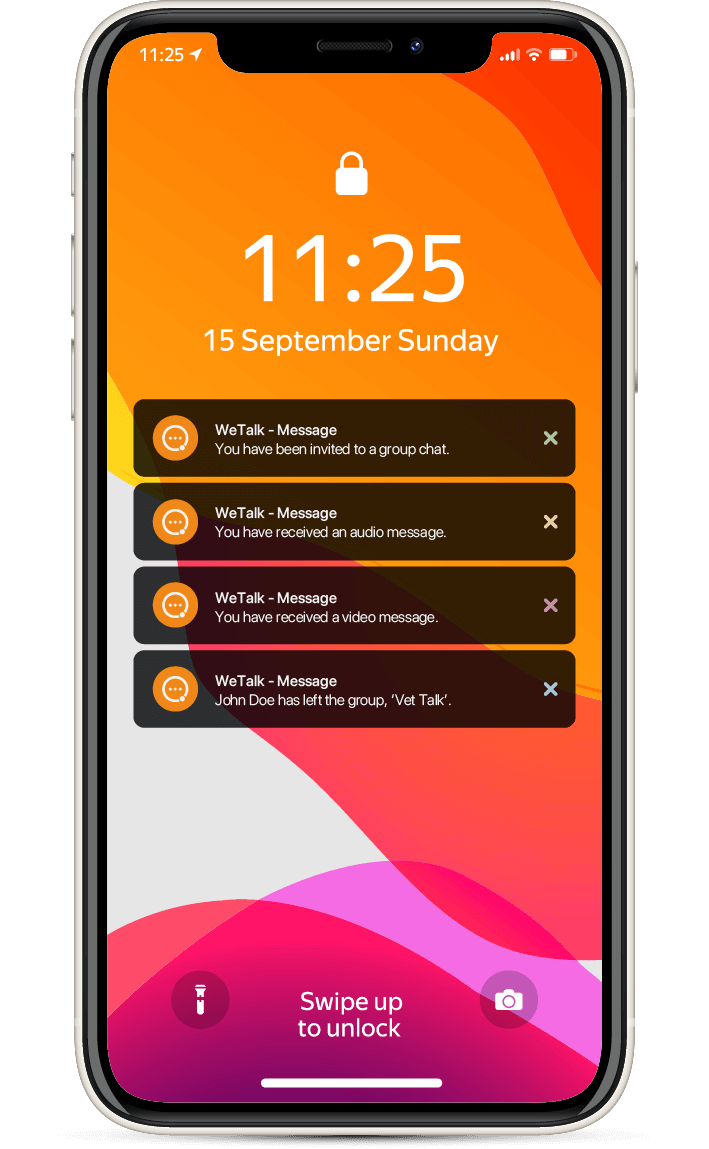 11:25
11:25
15 September Sunday
WeTalk - Message
You have been invited to a group chat.
WeTalk - Message
You have received an audio message.
WeTalk - Message
You have received a video message.
WeTalk - Message
John Doe has left the group, ‘Vet Talk’.
Swipe up
to unlock